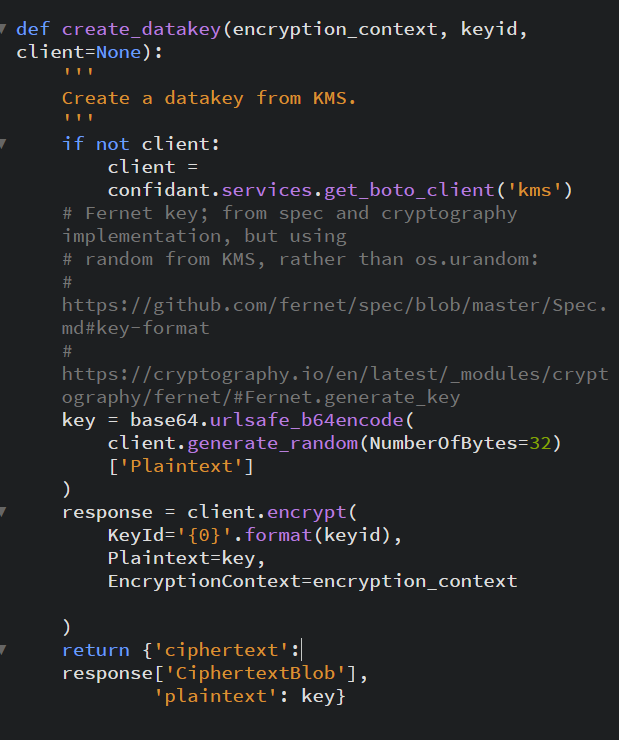 def create_datakey(encryption_context, keyid,
client=None):
    '''
    Create a datakey from KMS.
    '''
    if not client:
        client =
        confidant.services.get_boto_client('kms')
    # Fernet key; from spec and cryptography
    implementation, but using
    # random from KMS, rather than os.urandom:
    #
    https://github.com/fernet/spec/blob/master/Spec.
    md#key-format
    #
    https://cryptography.io/en/latest/_modules/crypt
    ography/fernet/#Fernet.generate_key
    key = base64.urlsafe_b64encode(
        client.generate_random(NumberOfBytes=32)
        ['Plaintext']
    )
    response = client.encrypt(
        KeyId='{0}'.format(keyid),
        Plaintext=key,
        EncryptionContext=encryption_context

    )
    return {'ciphertext':
    response['CiphertextBlob'],
            'plaintext': key}